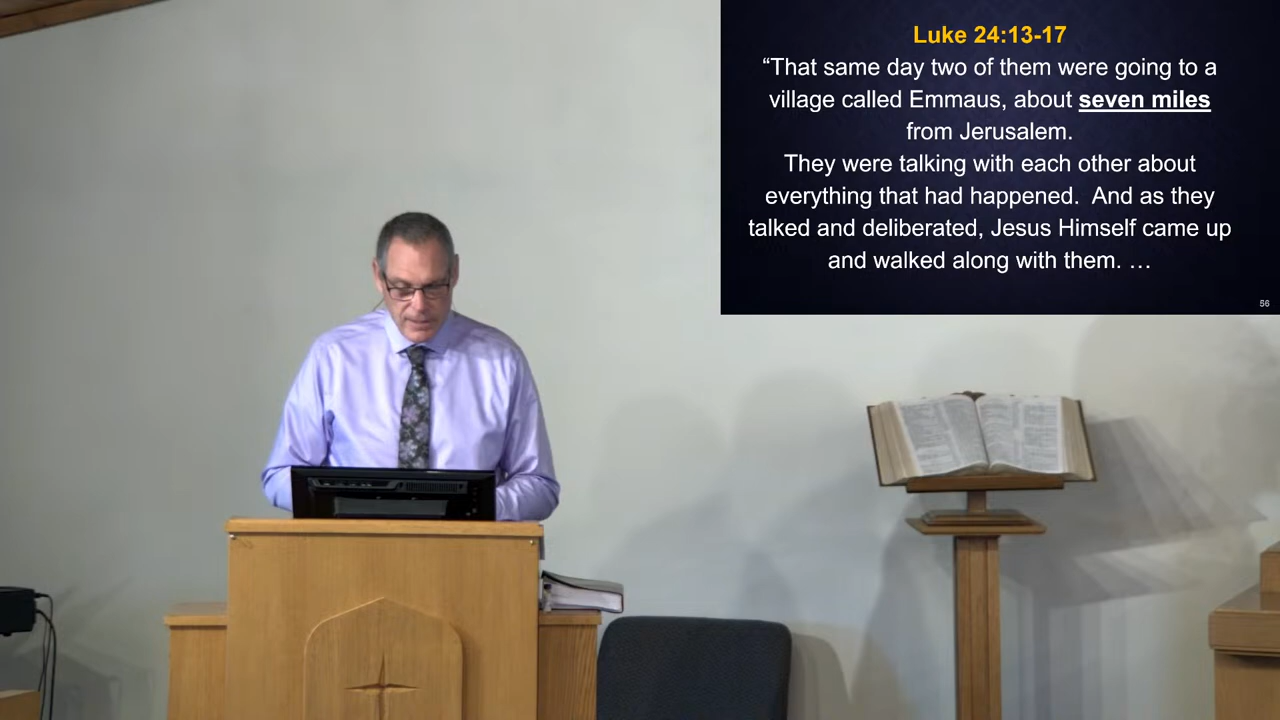 Luke 24:13-17
“That same day two of them were going to a
village called Emmaus, about seven miles
from Jerusalem.
They were talking with each other about
everything that had happened.  And as they
talked and deliberated, Jesus Himself came up
and walked along with them. …
56